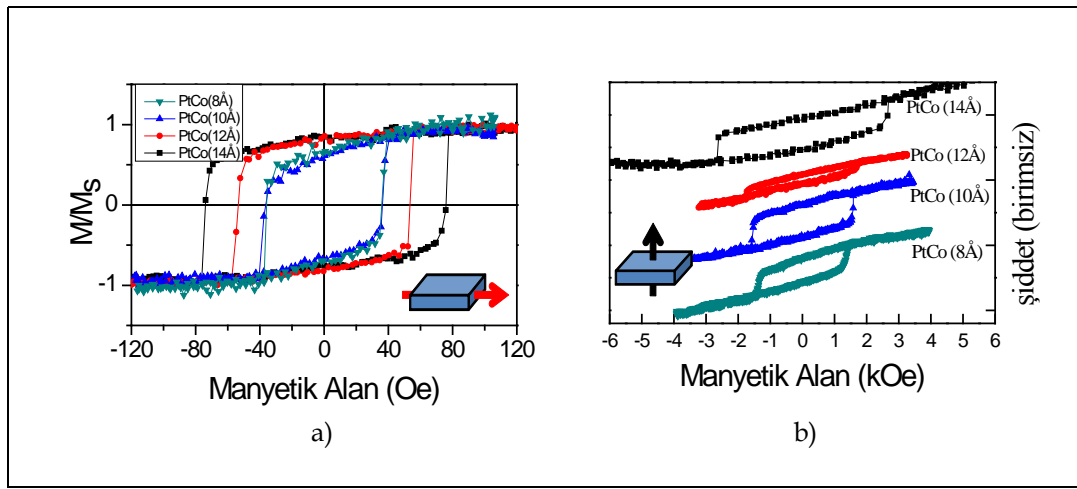 PtCo(8Å)
PtCo(10Å)
PtCo(12Å)
PtCo(14Å)
1
0
-1
M/Ms
-120 -80 -40 0 40 80 120
Manyetik Alan (Oe)
a)
PtCo (14Å)
PtCo (12Å)
PtCo (10Å)
PtCo (8Å)
şiddet (birimsiz)
-6 -5 -4 -3 -2 -1 0 1 2 3 4 5 6
Manyetik Alan (kOe)
b)